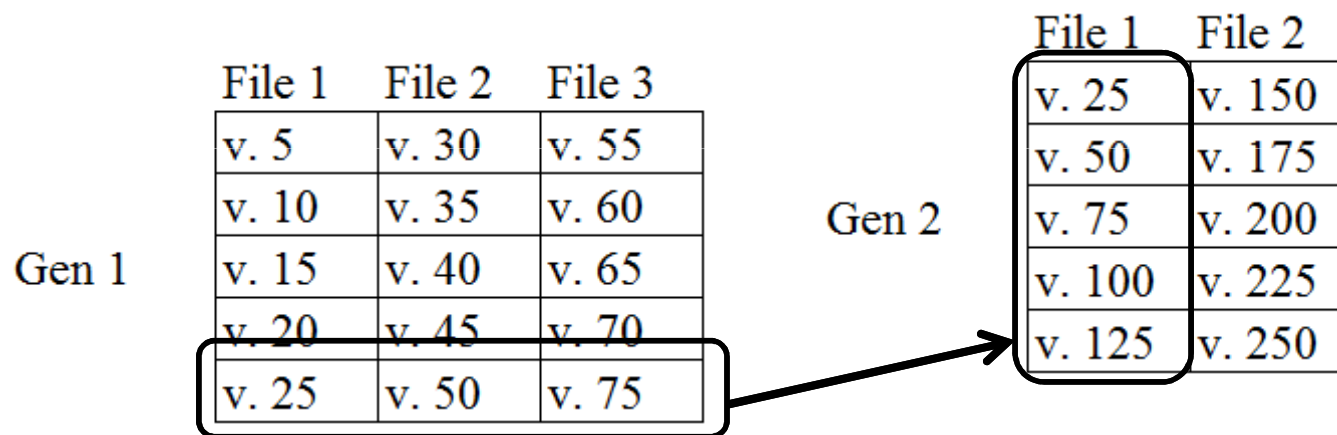 File 1 File 2 File 3
v. 5 v. 30 v. 55
v. 10 v. 35 v. 60
Gen 1
v. 15 v. 40 v. 65
v. 20 v. 45 v. 70
v. 25 v. 50 v. 75
File 1 File 2
v. 25 v. 150
v. 50 v. 175
Gen 2
v. 75 v. 200
v. 100 v. 225
v. 125 v. 250